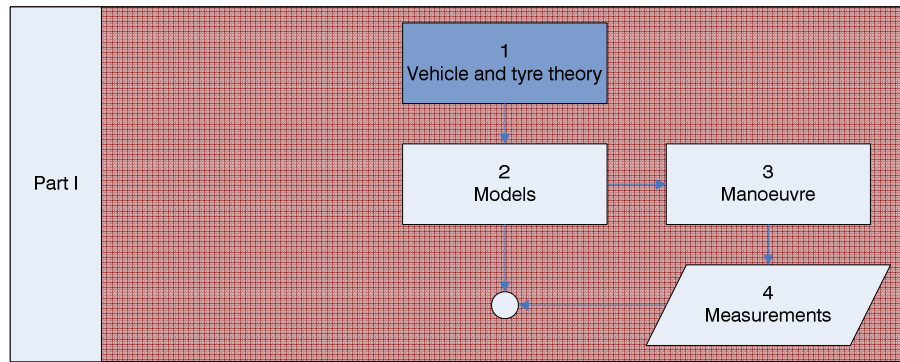 Part I
1
Vehicle and tyre theory
2
Models
3
Manoeuvre
4
Measurements